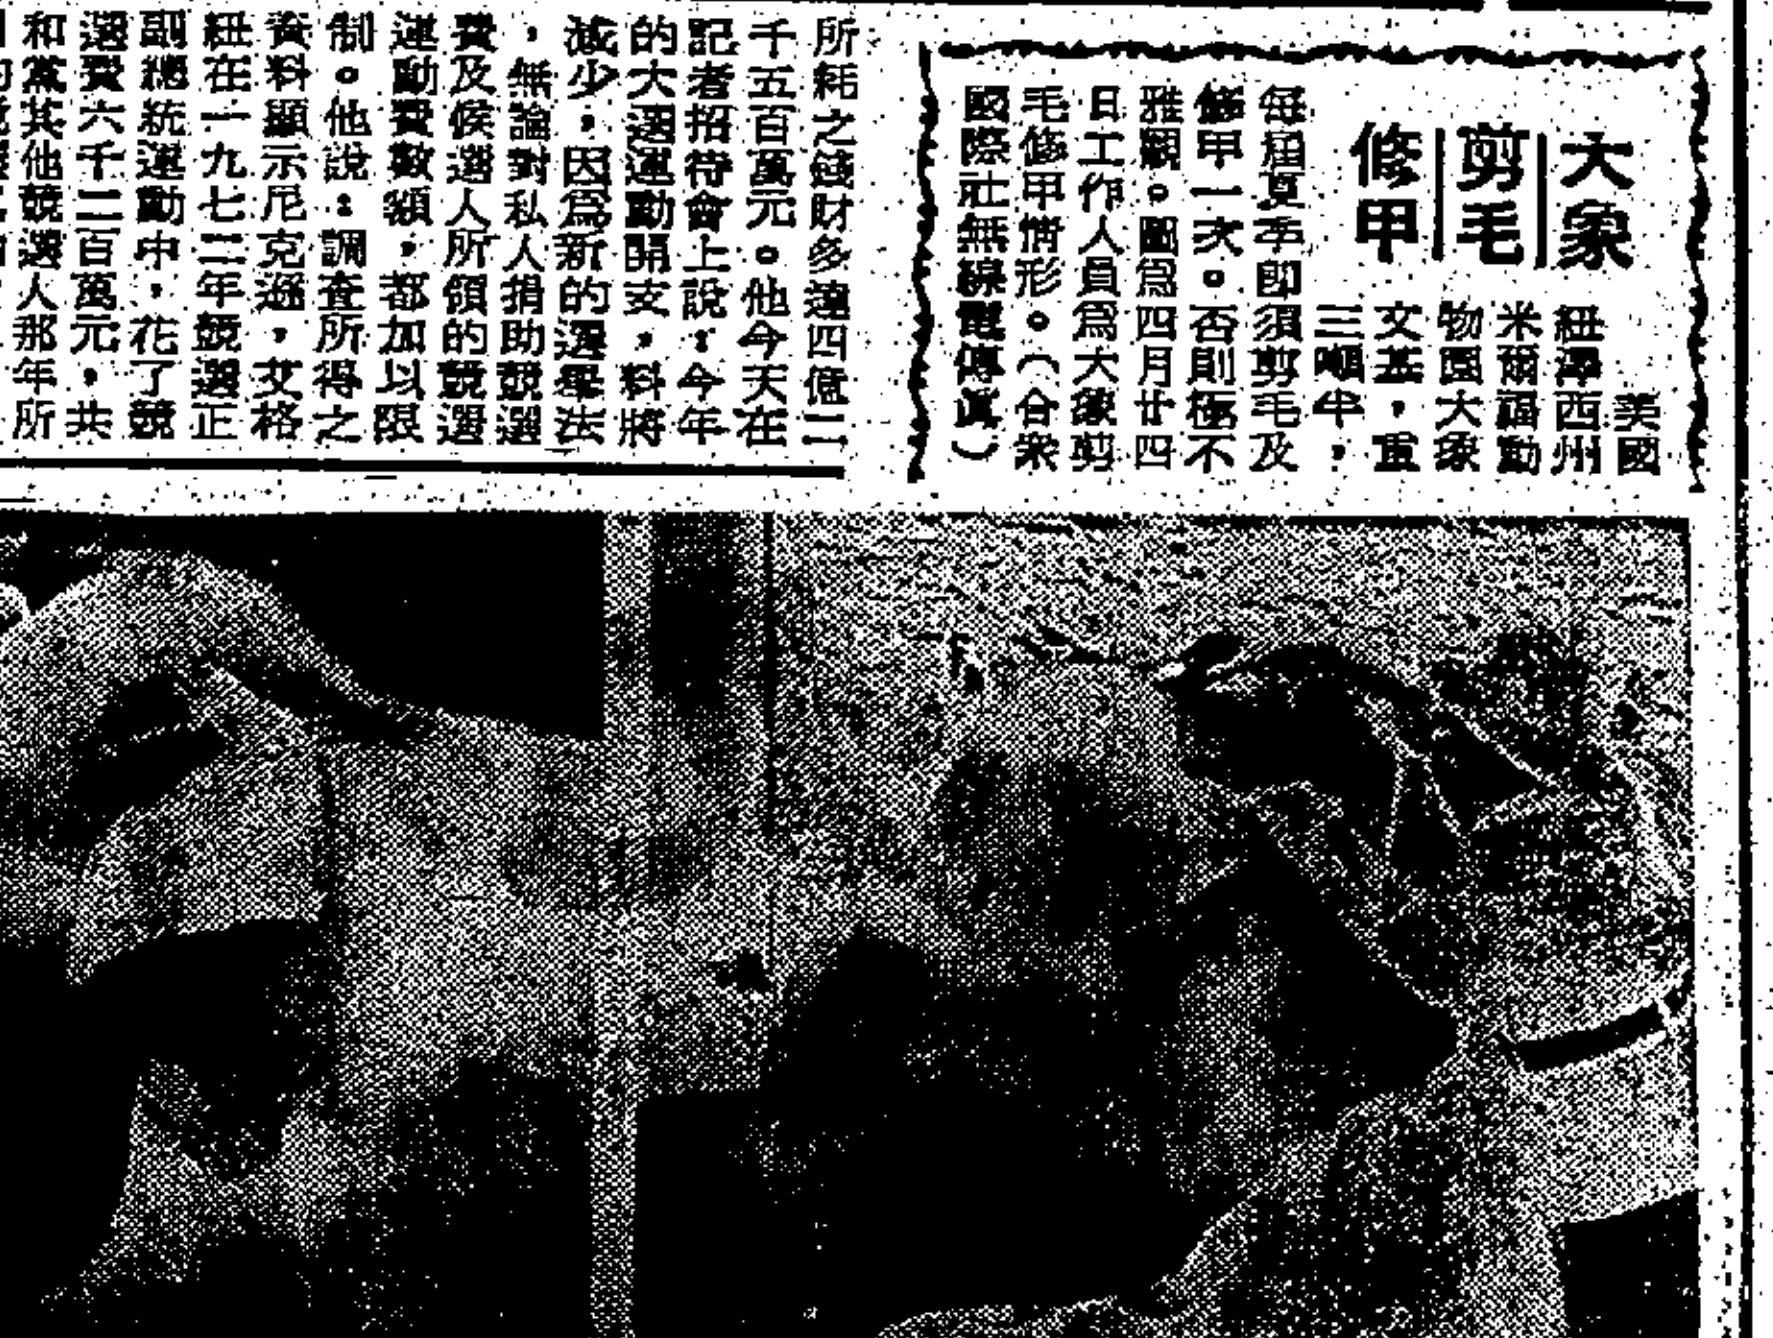 大象
剪毛
修甲
美國
紐澤西州
米爾福動
物園大象
文基，重
三噸半，
每屆夏季即須剪毛及
修甲一次。否則極不
雅觀。圖爲四月廿四
日工作人員爲大象剪
毛修甲情形。（合衆
國際社無線電傳眞）
所耗之錢財多達四億二
千五百萬元。他今天在
記者招待會上說：今年
的大選運動開支，料將
減少，因爲新的選舉法
，無論對私人捐助競選
費及候選人所領的競選
運動費數額，都加以限
制。他說：調查所得之
資料顯示尼克遜，艾格
紐在一九七二年競選正
副總統運動中，花了競
選費六千二百萬元，共
和黨其他競選人那年所